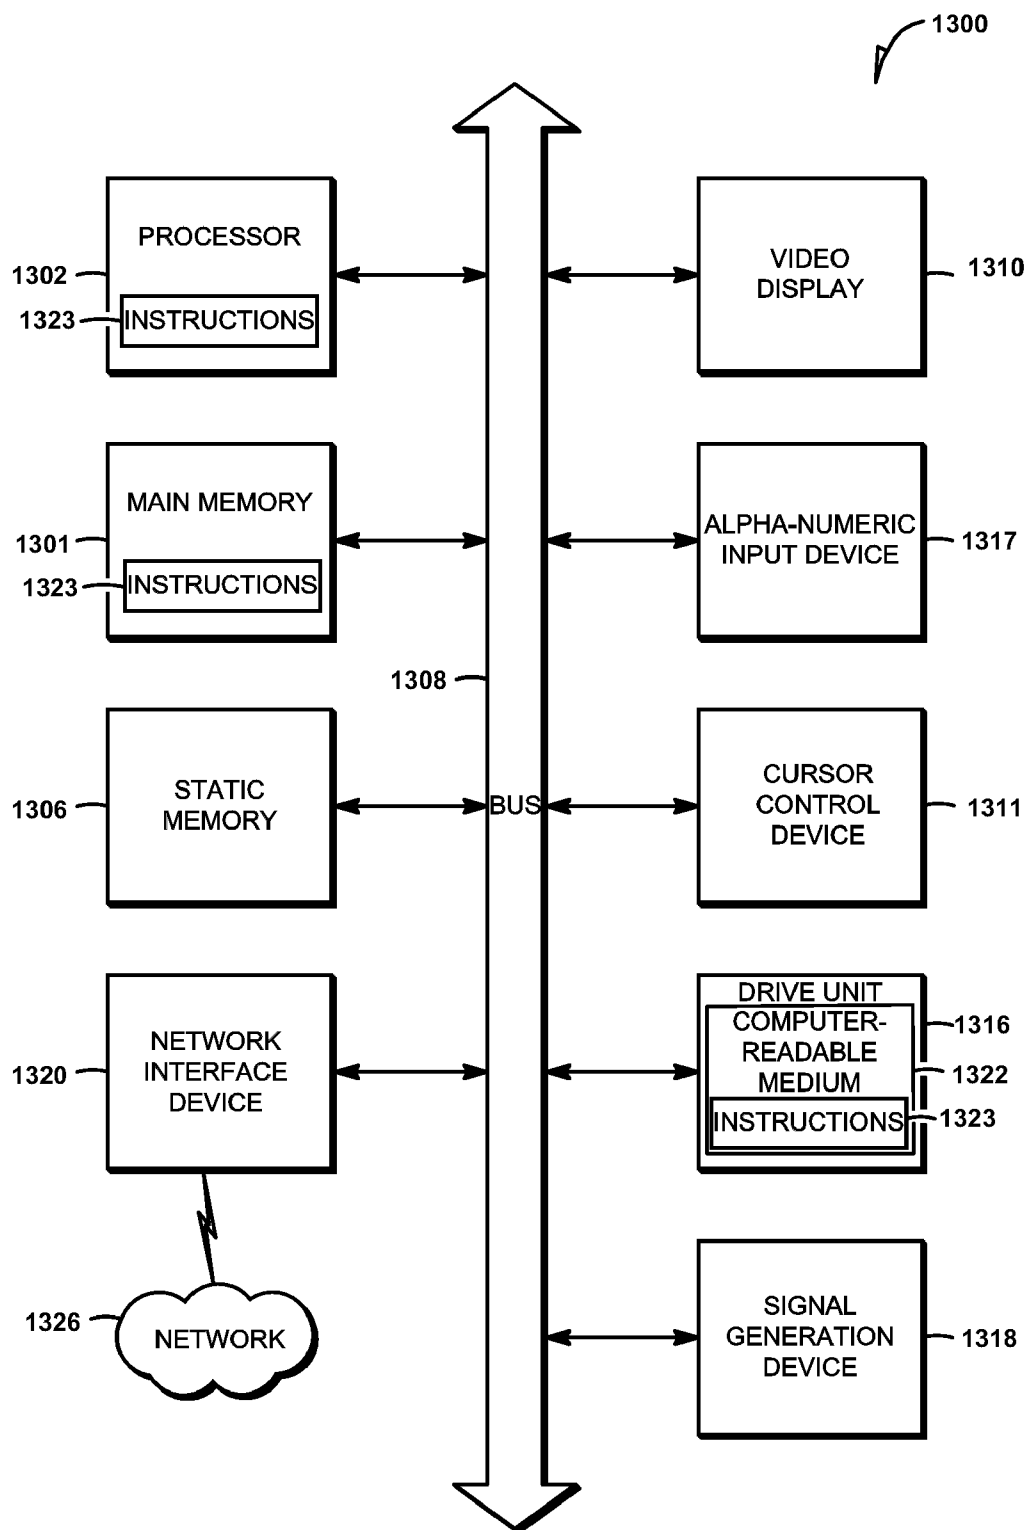 1300
PROCESSOR
1302
1323
INSTRUCTIONS
VIDEO
DISPLAY
1310
MAIN MEMORY
1301
1323
INSTRUCTIONS
ALPHA-NUMERIC
INPUT DEVICE
1317
1308
STATIC
MEMORY
1306
BUS
CURSOR
CONTROL
DEVICE
1311
NETWORK
INTERFACE
DEVICE
1320
DRIVE UNIT
COMPUTER-
READABLE
MEDIUM
INSTRUCTIONS
1316
1322
1323
1326
NETWORK
SIGNAL
GENERATION
DEVICE
1318